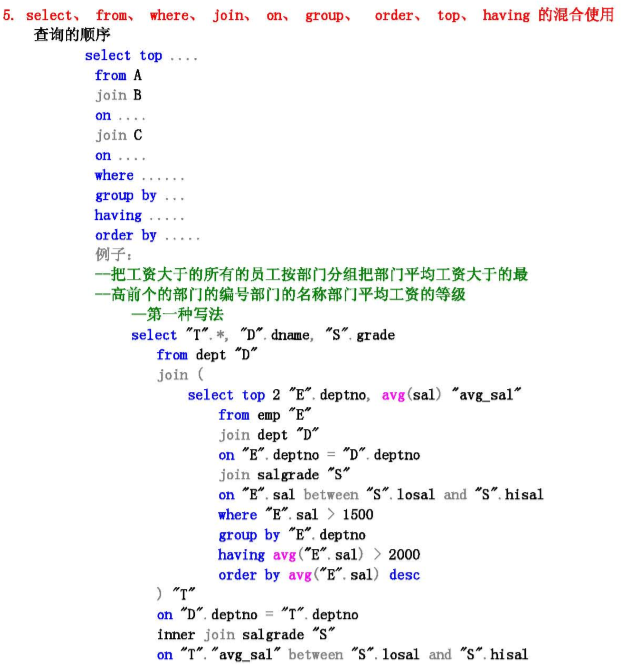 5. select、 from、 where、 join、 on、 group、 order、 top、 having 的混合使用
查询的顺序
select top ....
from A
join B
on ....
join C
on ....
where ......
group by ...
having .....
order by .....
例子：
--把工资大于的所有的员工按部门分组把部门平均工资大于的最
--高前个的部门的编号部门的名称部门平均工资的等级
--第一种写法
select "T".*, "D".dname, "S".grade
from dept "D"
join (
select top 2 "E".deptno, avg(sal) "avg_sal"
from emp "E"
join dept "D"
on "E".deptno = "D".deptno
join salgrade "S"
on "E".sal between "S".losal and "S".hisal
where "E".sal > 1500
group by "E".deptno
having avg("E".sal) > 2000
order by avg("E".sal) desc
) "T"
on "D".deptno = "T".deptno
inner join salgrade "S"
on "T"."avg_sal" between "S".losal and "S".hisal